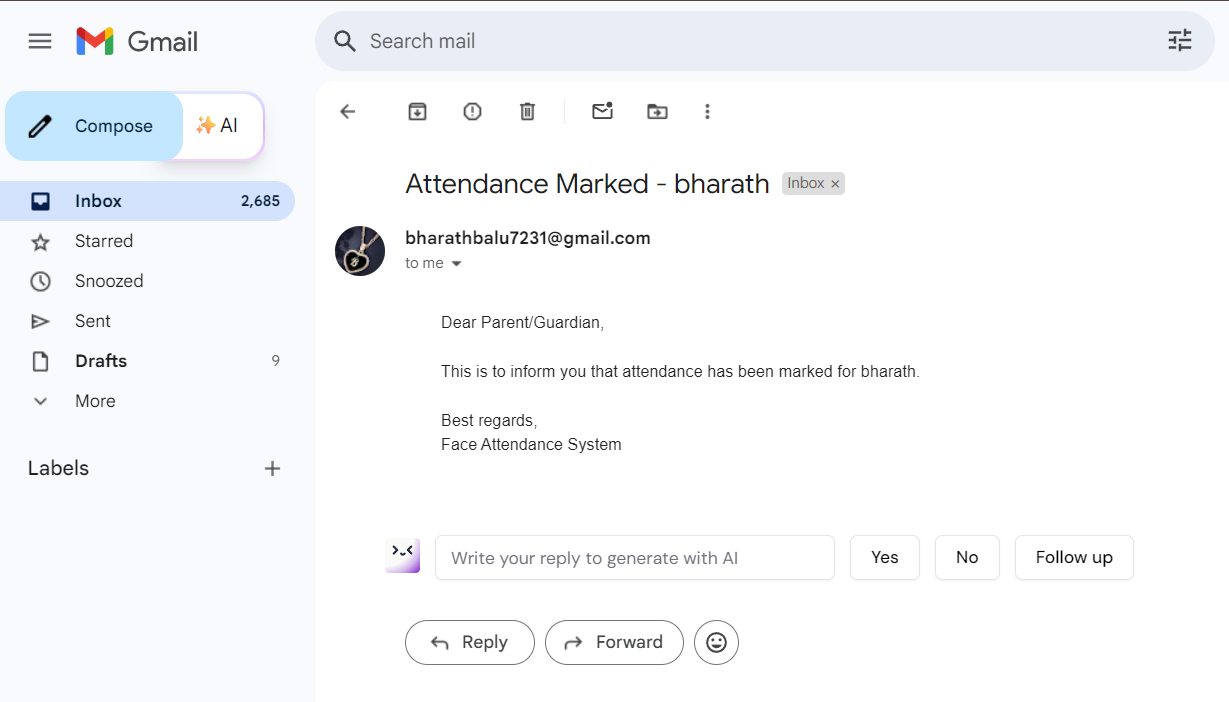 Gmail
Search mail
Compose
AI
Inbox 2,685
Starred
Snoozed
Sent
Drafts 9
More
Labels
Attendance Marked - bharath Inbox ×
bharathbalu7231@gmail.com
to me
Dear Parent/Guardian,
This is to inform you that attendance has been marked for bharath.
Best regards,
Face Attendance System
Write your reply to generate with AI
Yes
No
Follow up
Reply
Forward